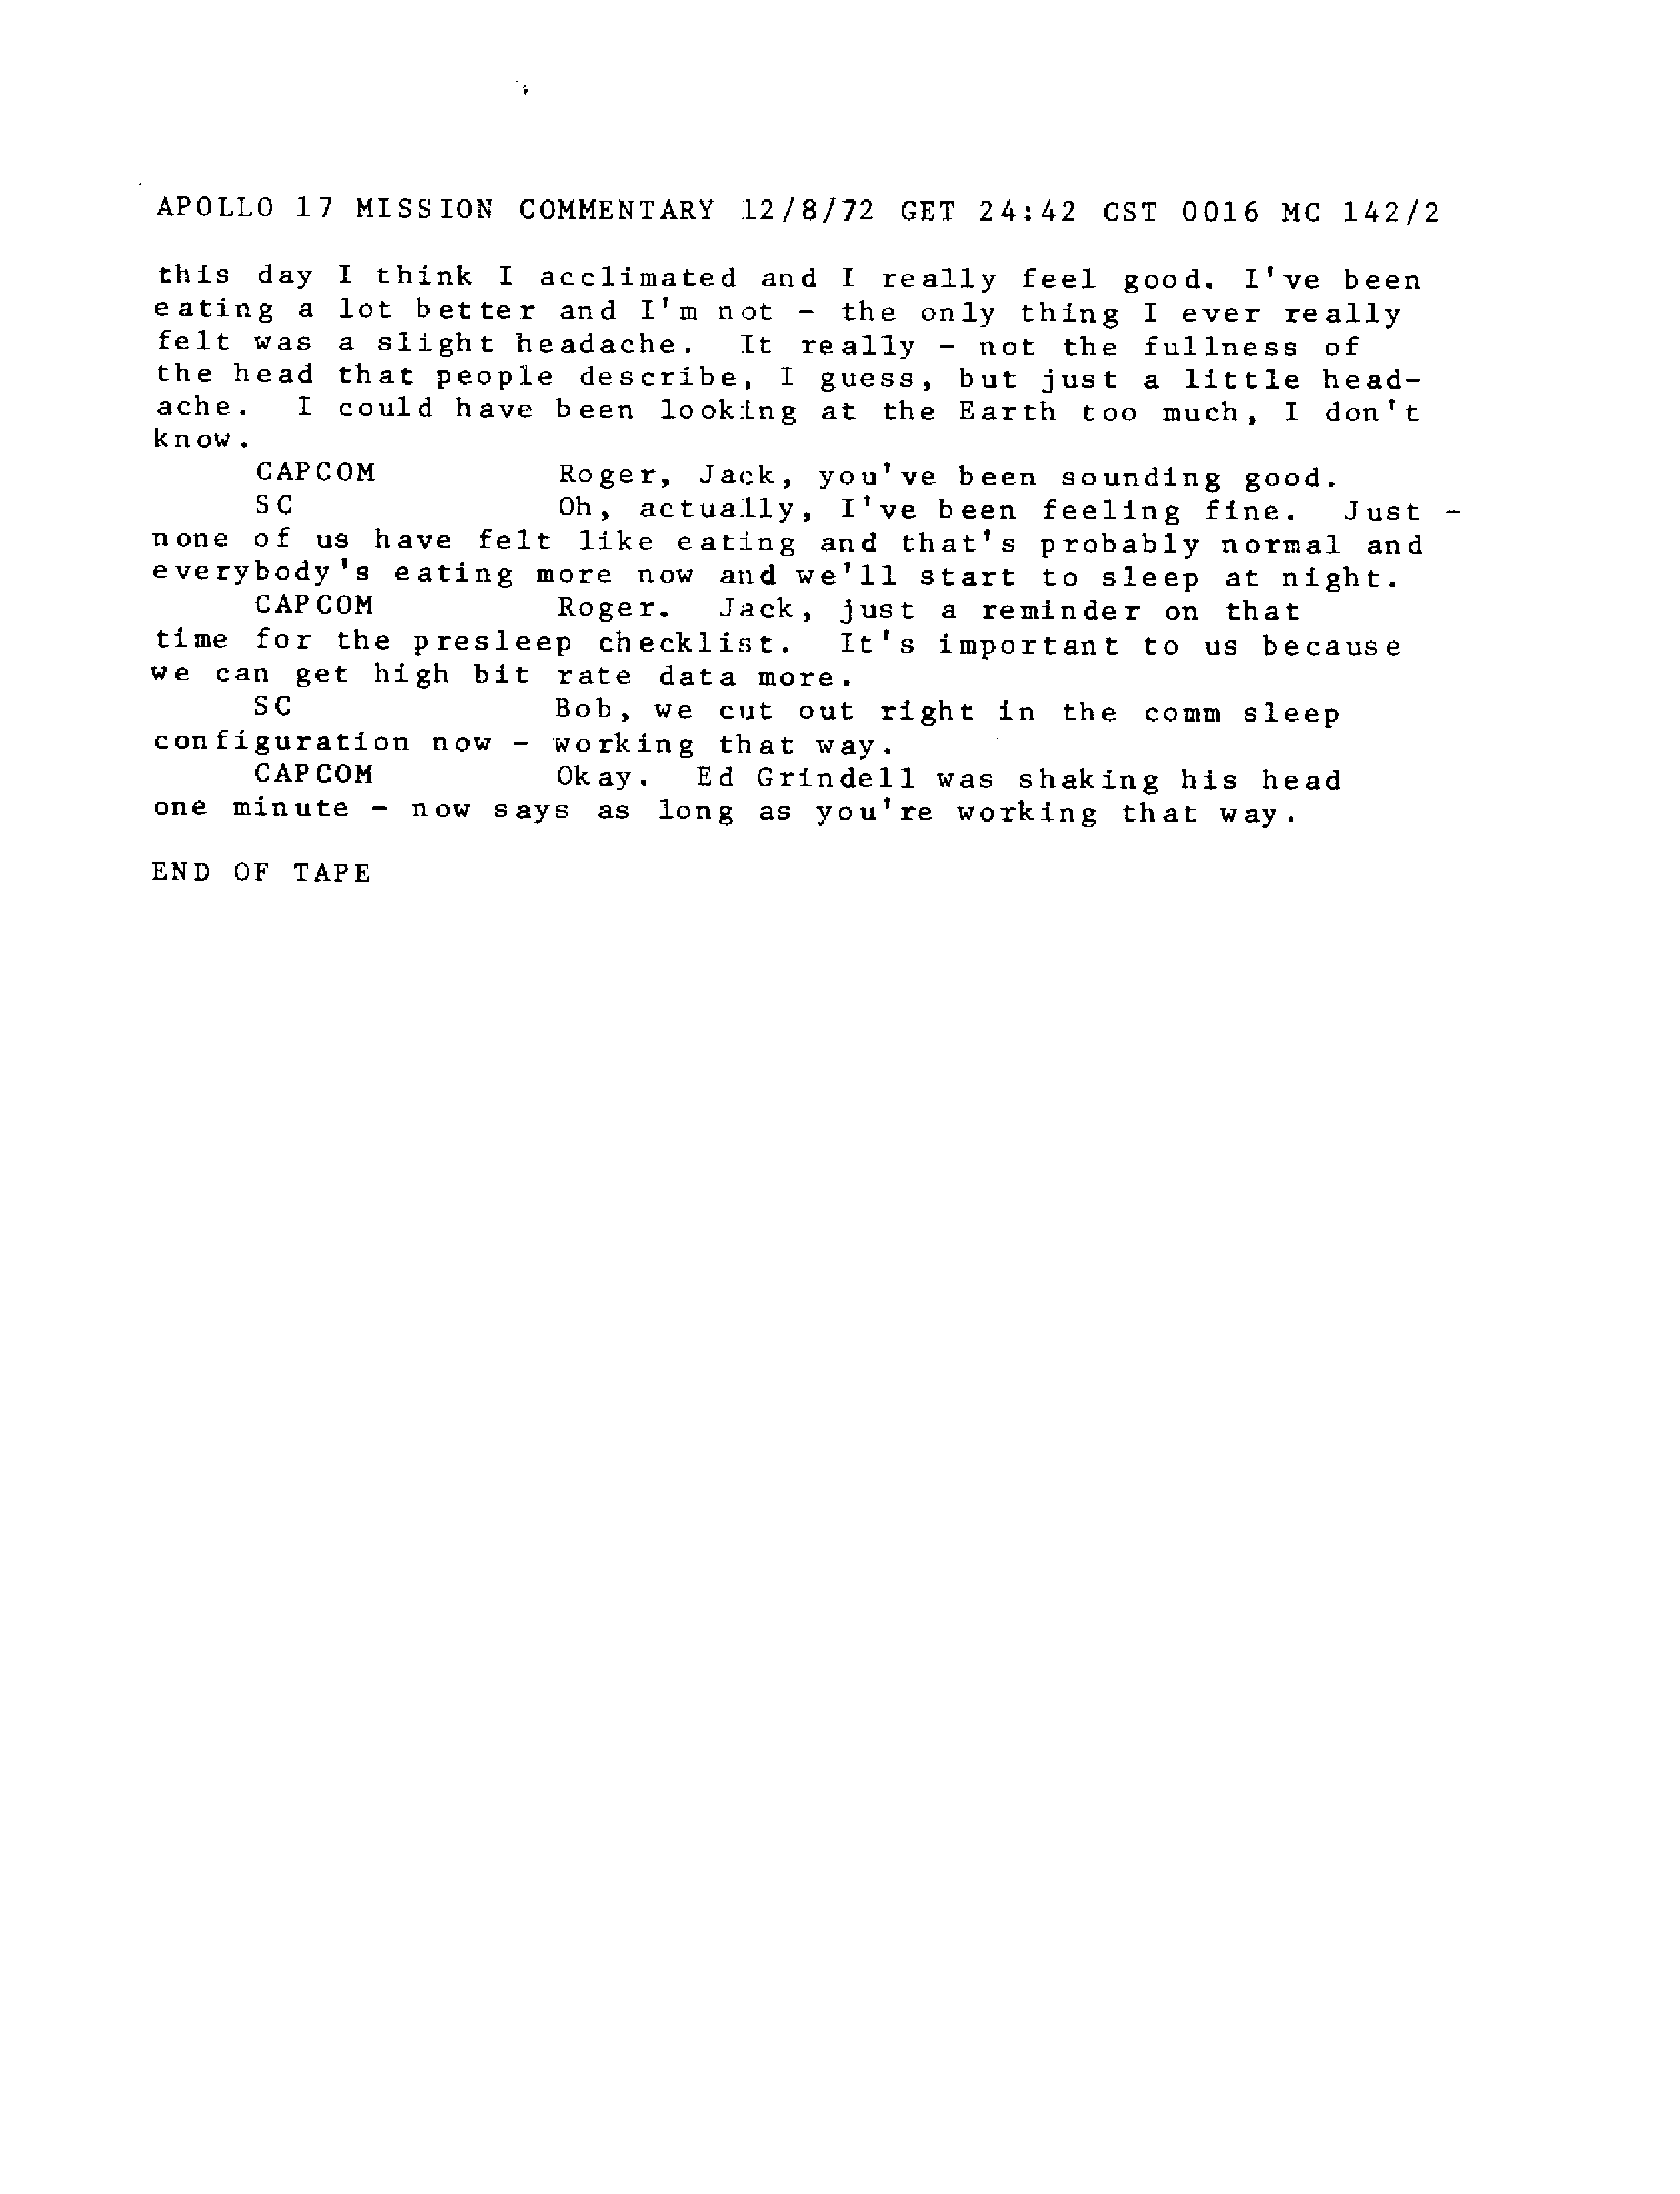 APOLLO 17 MISSION COMMENTARY 12/8/72 GET 24:42 CST 0016 MC 142/2
this day I think I acclimated and I really feel good. I've been
eating a lot better and I'm not - the only thing I ever really
felt was a slight headache. It really - not the fullness of
the head that people describe, I guess, but just a little head-
ache. I could have been looking at the Earth too much, I don't
know.
CAPCOM Roger, Jack, you've been sounding good.
SC Oh, actually, I've been feeling fine. Just -
none of us have felt like eating and that's probably normal and
everybody's eating more now and we'll start to sleep at night.
CAPCOM Roger. Jack, just a reminder on that
time for the presleep checklist. It's important to us because
we can get high bit rate data more.
SC Bob, we cut out right in the comm sleep
configuration now - working that way.
CAPCOM Okay. Ed Grindell was shaking his head
one minute - now says as long as you're working that way.
END OF TAPE